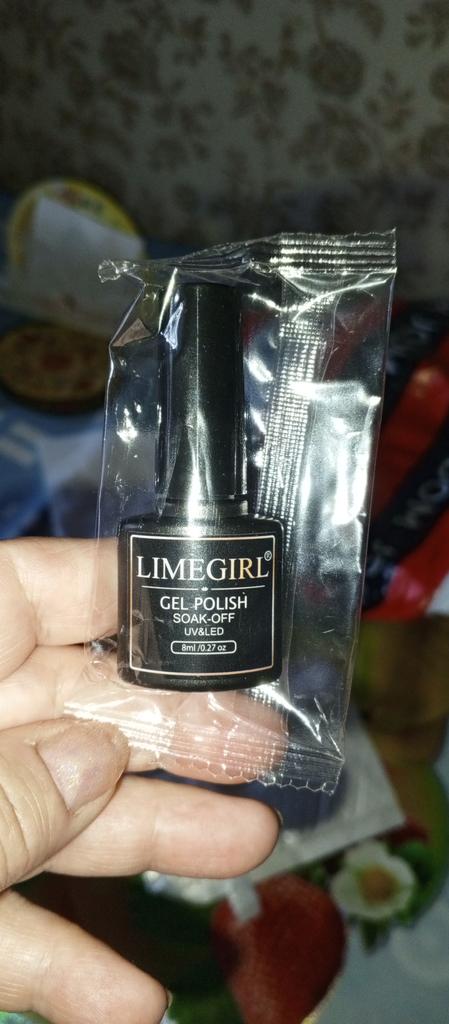 LIMEGIRL®
GEL POLISH
SOAK-OFF
UV&LED
8ml /0.27 oz